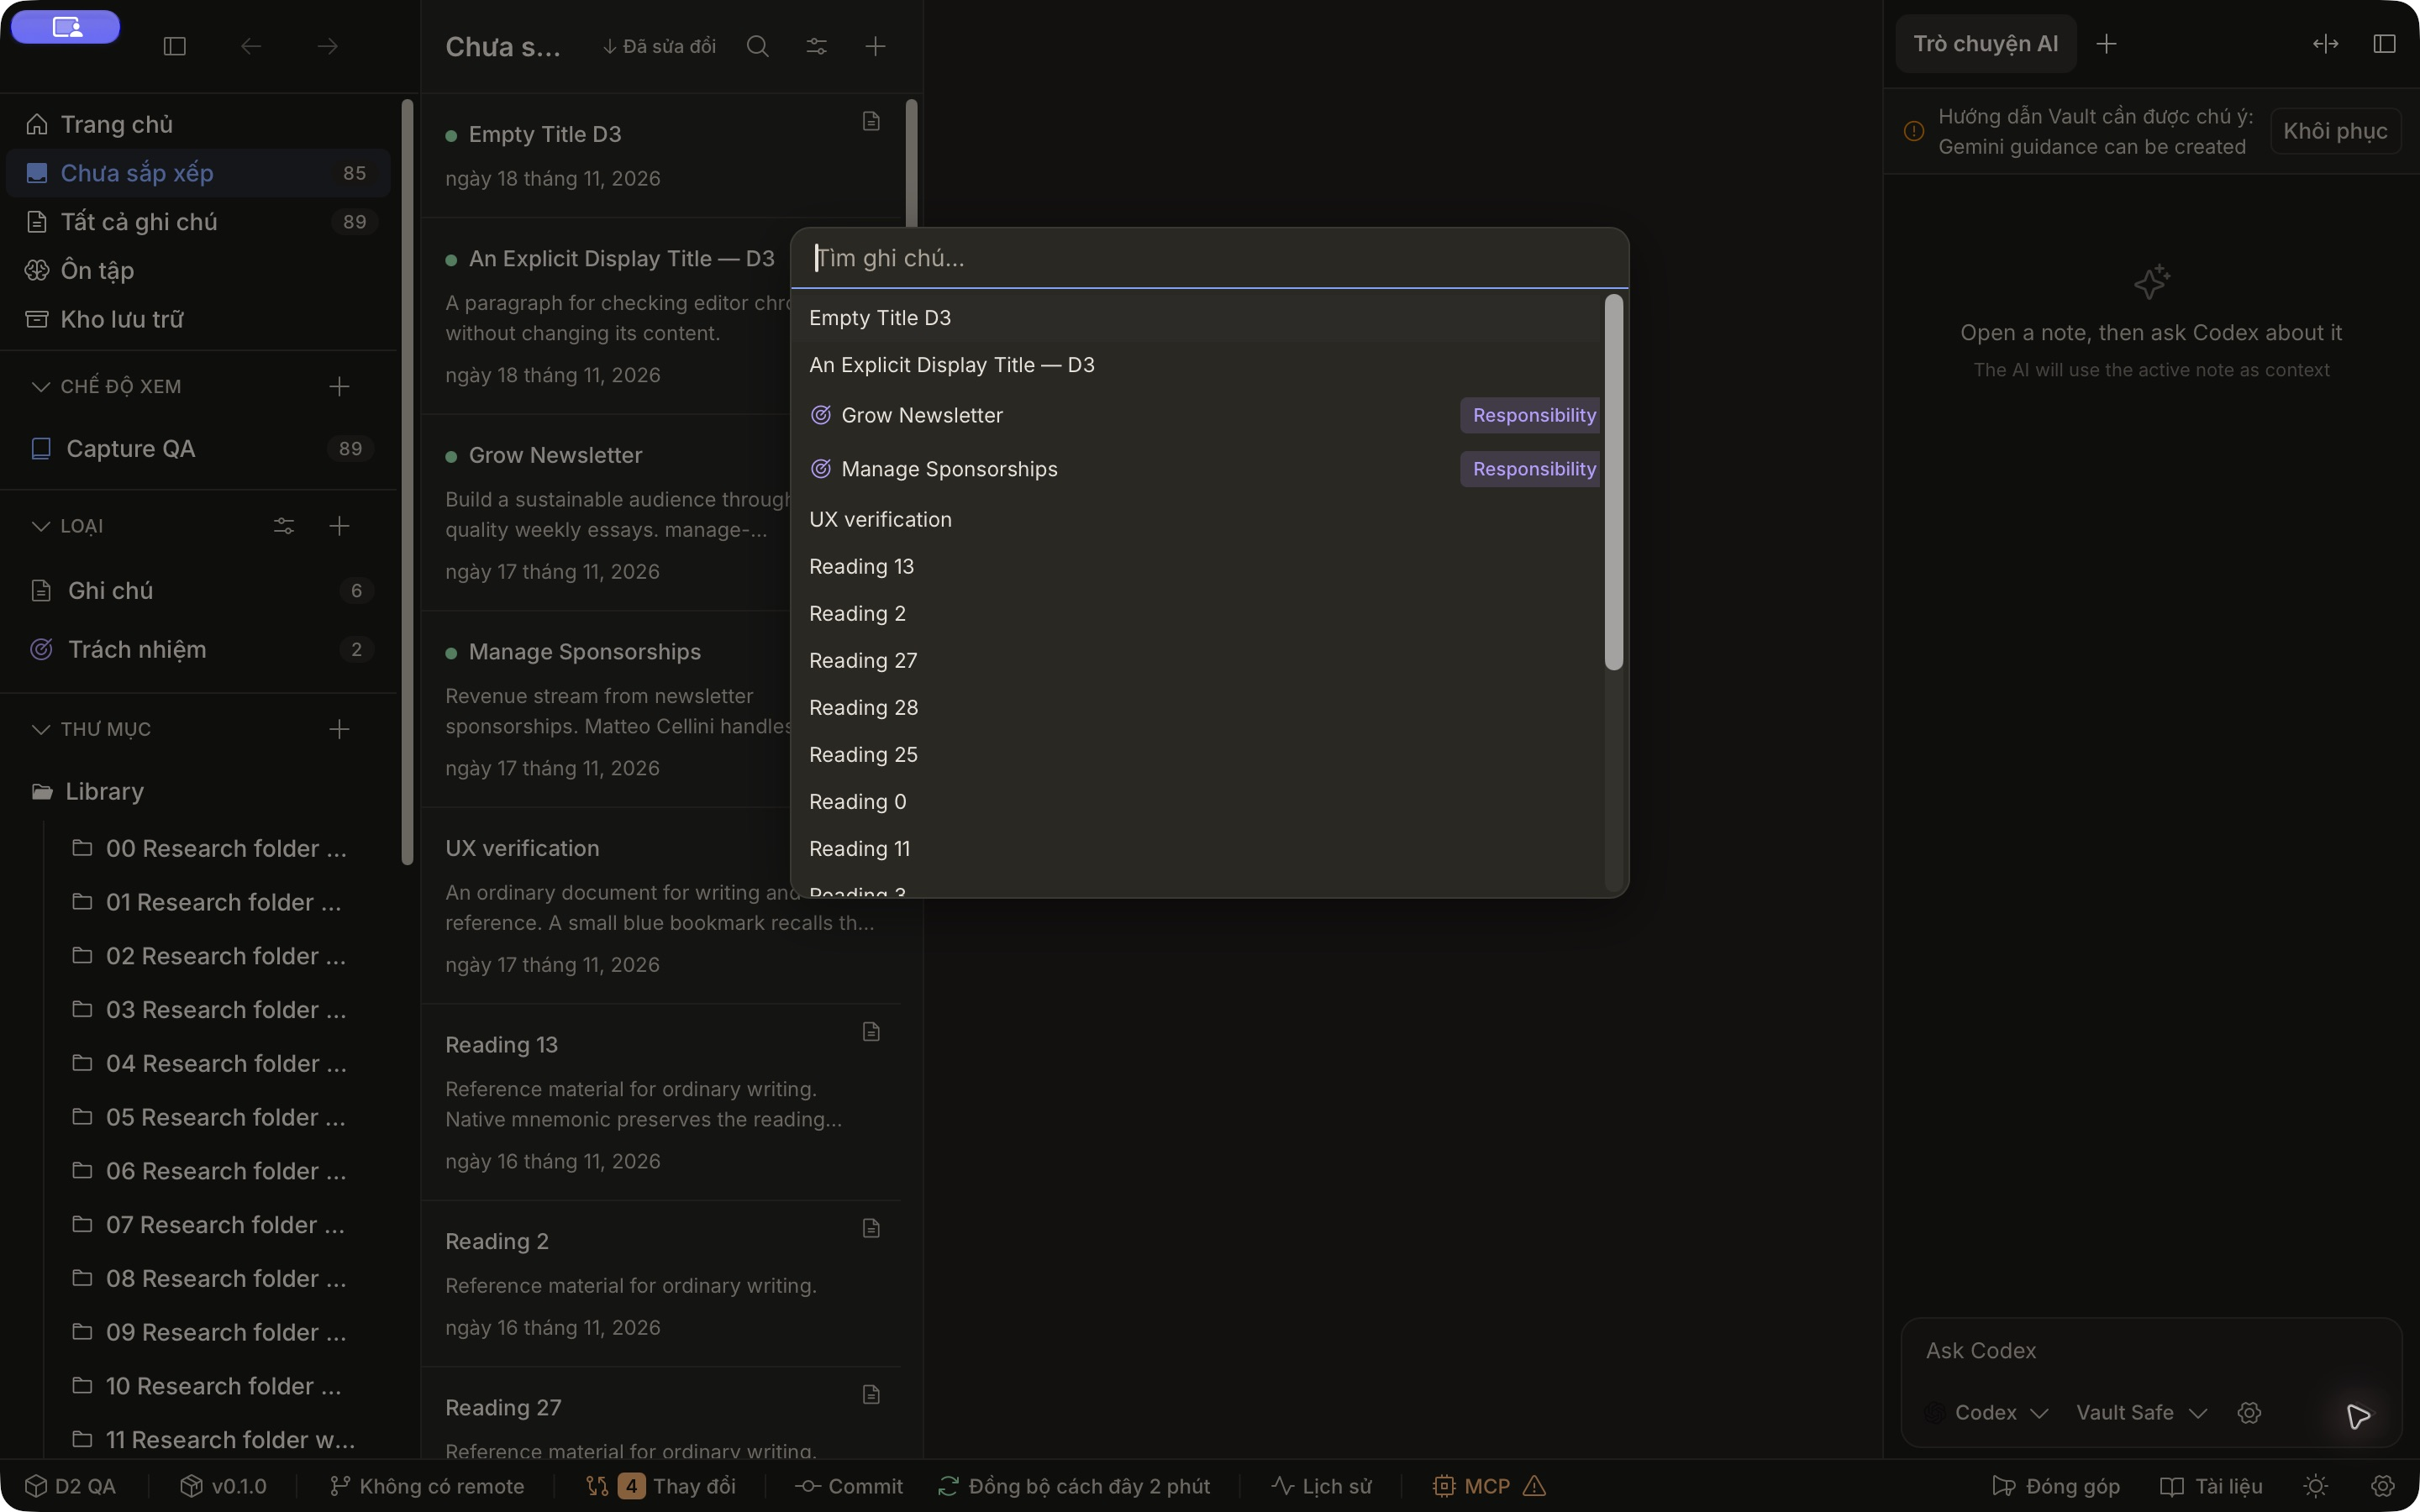 Trang chủ
Chưa sắp xếp 85
Tất cả ghi chú 89
Ôn tập
Kho lưu trữ
CHẾ ĐỘ XEM
Capture QA 89
LOẠI
Ghi chú 6
Trách nhiệm 2
THƯ MỤC
Library
00 Research folder ...
01 Research folder ...
02 Research folder ...
03 Research folder ...
04 Research folder ...
05 Research folder ...
06 Research folder ...
07 Research folder ...
08 Research folder ...
09 Research folder ...
10 Research folder ...
11 Research folder w...
Chưa s... Đã sửa đổi
Empty Title D3
ngày 18 tháng 11, 2026
An Explicit Display Title — D3
A paragraph for checking editor
without changing its content.
ngày 18 tháng 11, 2026
Grow Newsletter
Build a sustainable audience through
quality weekly essays. manage-...
ngày 17 tháng 11, 2026
Manage Sponsorships
Revenue stream from newsletter
sponsorships. Matteo Cellini handles
ngày 17 tháng 11, 2026
UX verification
An ordinary document for writing and
reference. A small blue bookmark recalls th...
ngày 17 tháng 11, 2026
Reading 13
Reference material for ordinary writing.
Native mnemonic preserves the reading...
ngày 16 tháng 11, 2026
Reading 2
Reference material for ordinary writing.
ngày 16 tháng 11, 2026
Reading 27
Reference material for ordinary writing.
Tìm ghi chú...
Empty Title D3
An Explicit Display Title — D3
Grow Newsletter Responsibility
Manage Sponsorships Responsibility
UX verification
Reading 13
Reading 2
Reading 27
Reading 28
Reading 25
Reading 0
Reading 11
Reading 3
Trò chuyện AI
Hướng dẫn Vault cần được chú ý:
Gemini guidance can be created
Khôi phục
Open a note, then ask Codex about it
The AI will use the active note as context
Ask Codex
Codex Vault Safe
D2 QA v0.1.0 Không có remote 4 Thay đổi Commit Đồng bộ cách đây 2 phút Lịch sử MCP Đóng góp Tài liệu